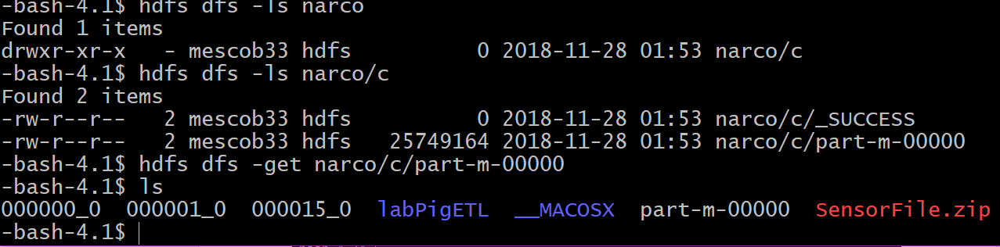 -bash-4.1$ hdfs dfs -ls narco
Found 1 items
drwxr-xr-x   - mescob33 hdfs          0 2018-11-28 01:53 narco/c
-bash-4.1$ hdfs dfs -ls narco/c
Found 2 items
-rw-r--r--   2 mescob33 hdfs          0 2018-11-28 01:53 narco/c/_SUCCESS
-rw-r--r--   2 mescob33 hdfs   25749164 2018-11-28 01:53 narco/c/part-m-00000
-bash-4.1$ hdfs dfs -get narco/c/part-m-00000
-bash-4.1$ ls
000000_0  000001_0  000015_0  labPigETL  __MACOSX  part-m-00000  SensorFile.zip
-bash-4.1$